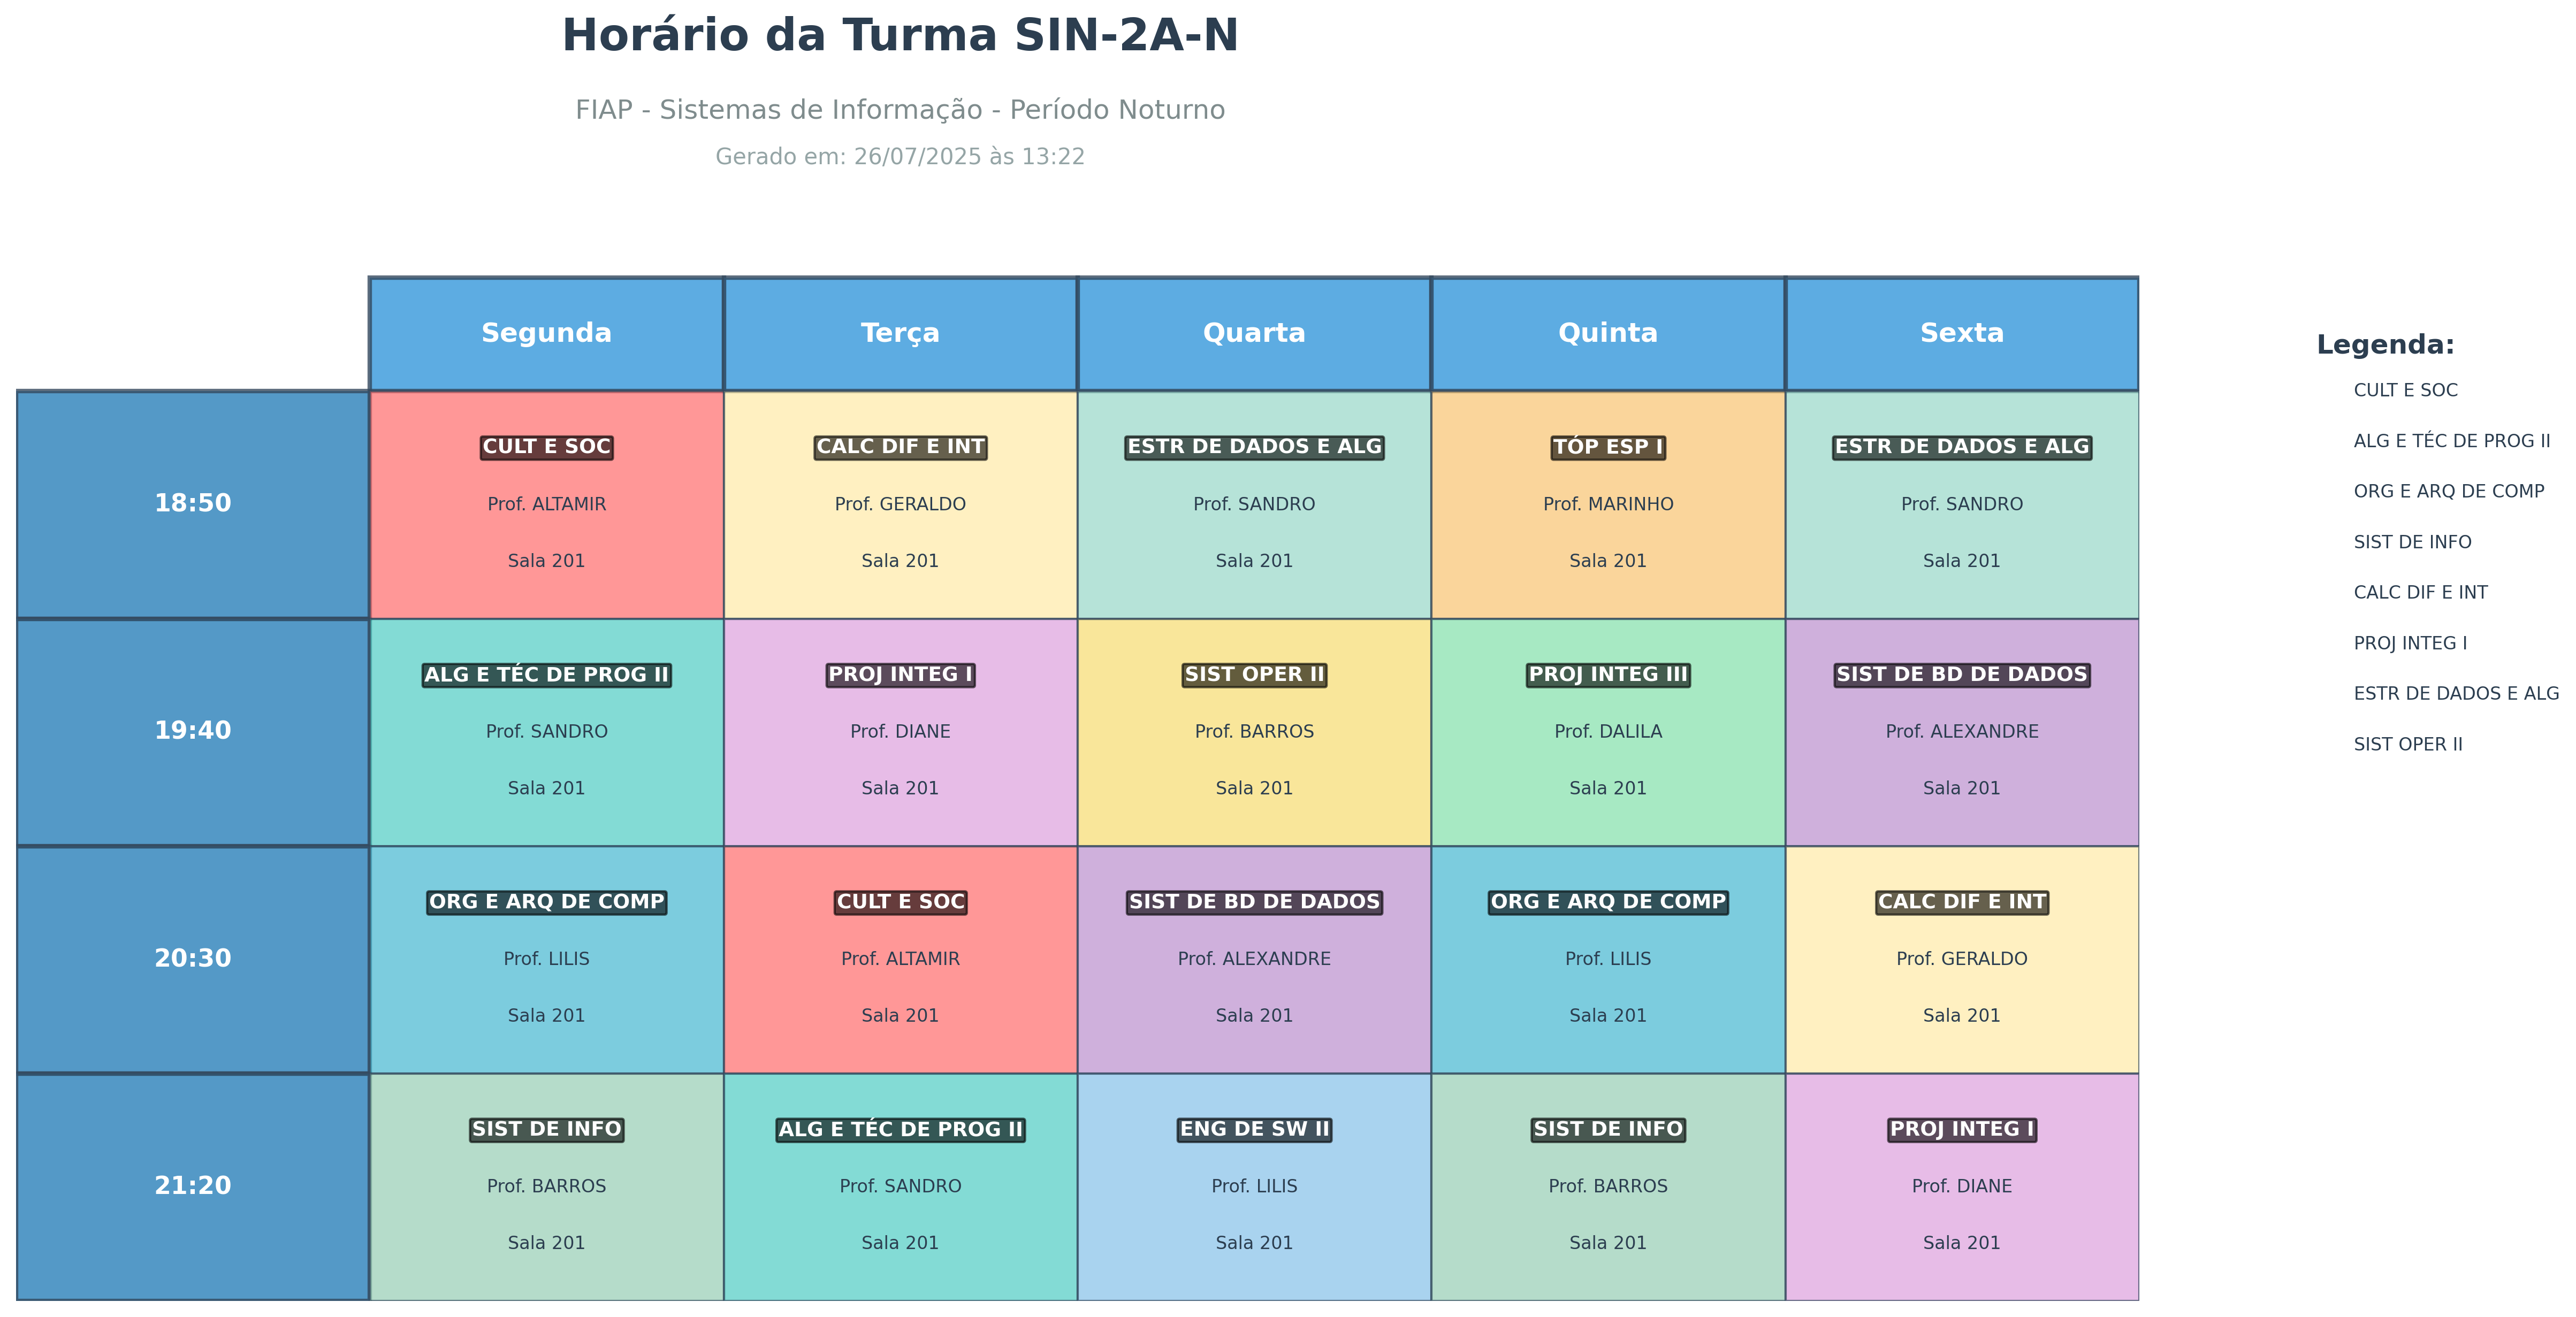 Horário da Turma SIN-2A-N
FIAP - Sistemas de Informação - Período Noturno
Gerado em: 26/07/2025 às 13:22
Segunda
Terça
Quarta
Quinta
Sexta
18:50
CULT E SOC
Prof. ALTAMIR
Sala 201
CALC DIF E INT
Prof. GERALDO
Sala 201
ESTR DE DADOS E ALG
Prof. SANDRO
Sala 201
TÓP ESP I
Prof. MARINHO
Sala 201
ESTR DE DADOS E ALG
Prof. SANDRO
Sala 201
19:40
ALG E TÉC DE PROG II
Prof. SANDRO
Sala 201
PROJ INTEG I
Prof. DIANE
Sala 201
SIST OPER II
Prof. BARROS
Sala 201
PROJ INTEG III
Prof. DALILA
Sala 201
SIST DE BD DE DADOS
Prof. ALEXANDRE
Sala 201
20:30
ORG E ARQ DE COMP
Prof. LILIS
Sala 201
CULT E SOC
Prof. ALTAMIR
Sala 201
SIST DE BD DE DADOS
Prof. ALEXANDRE
Sala 201
ORG E ARQ DE COMP
Prof. LILIS
Sala 201
CALC DIF E INT
Prof. GERALDO
Sala 201
21:20
SIST DE INFO
Prof. BARROS
Sala 201
ALG E TÉC DE PROG II
Prof. SANDRO
Sala 201
ENG DE SW II
Prof. LILIS
Sala 201
SIST DE INFO
Prof. BARROS
Sala 201
PROJ INTEG I
Prof. DIANE
Sala 201
Legenda:
CULT E SOC
ALG E TÉC DE PROG II
ORG E ARQ DE COMP
SIST DE INFO
CALC DIF E INT
PROJ INTEG I
ESTR DE DADOS E ALG
SIST OPER II